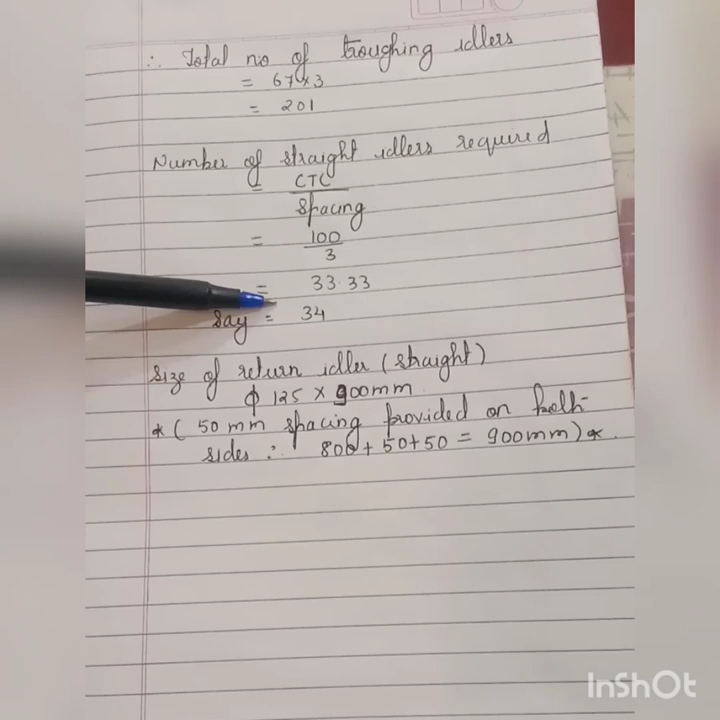 ∴ Total no of troughing idlers
= 67 x 3
= 201
Number of straight idlers required
= CTC
Spacing
= 100
3
= 33.33
Say = 34
Size of return idler (straight)
ϕ 125 x 900mm
* ( 50 mm spacing provided on both
sides ∴ 800 + 50 + 50 = 900mm) *.
InShOt